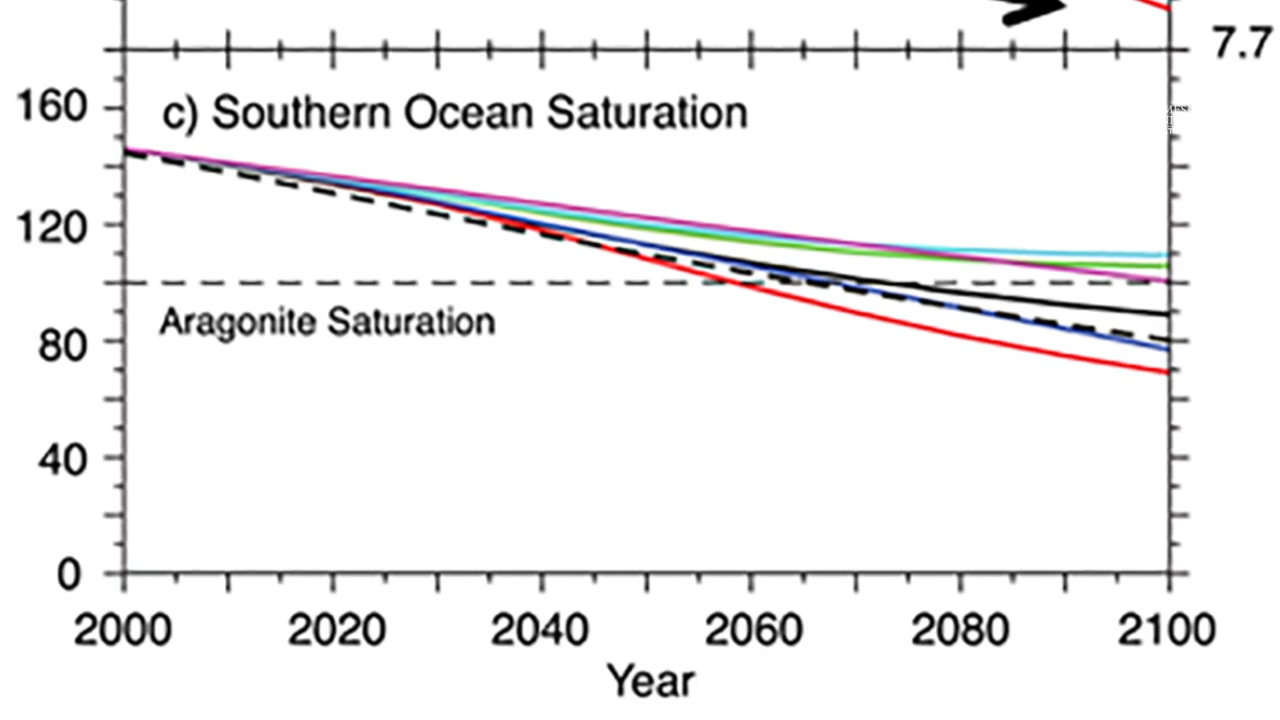 7.7
160
c) Southern Ocean Saturation
120
Aragonite Saturation
80
40
0
2000 2020 2040 2060 2080 2100
Year